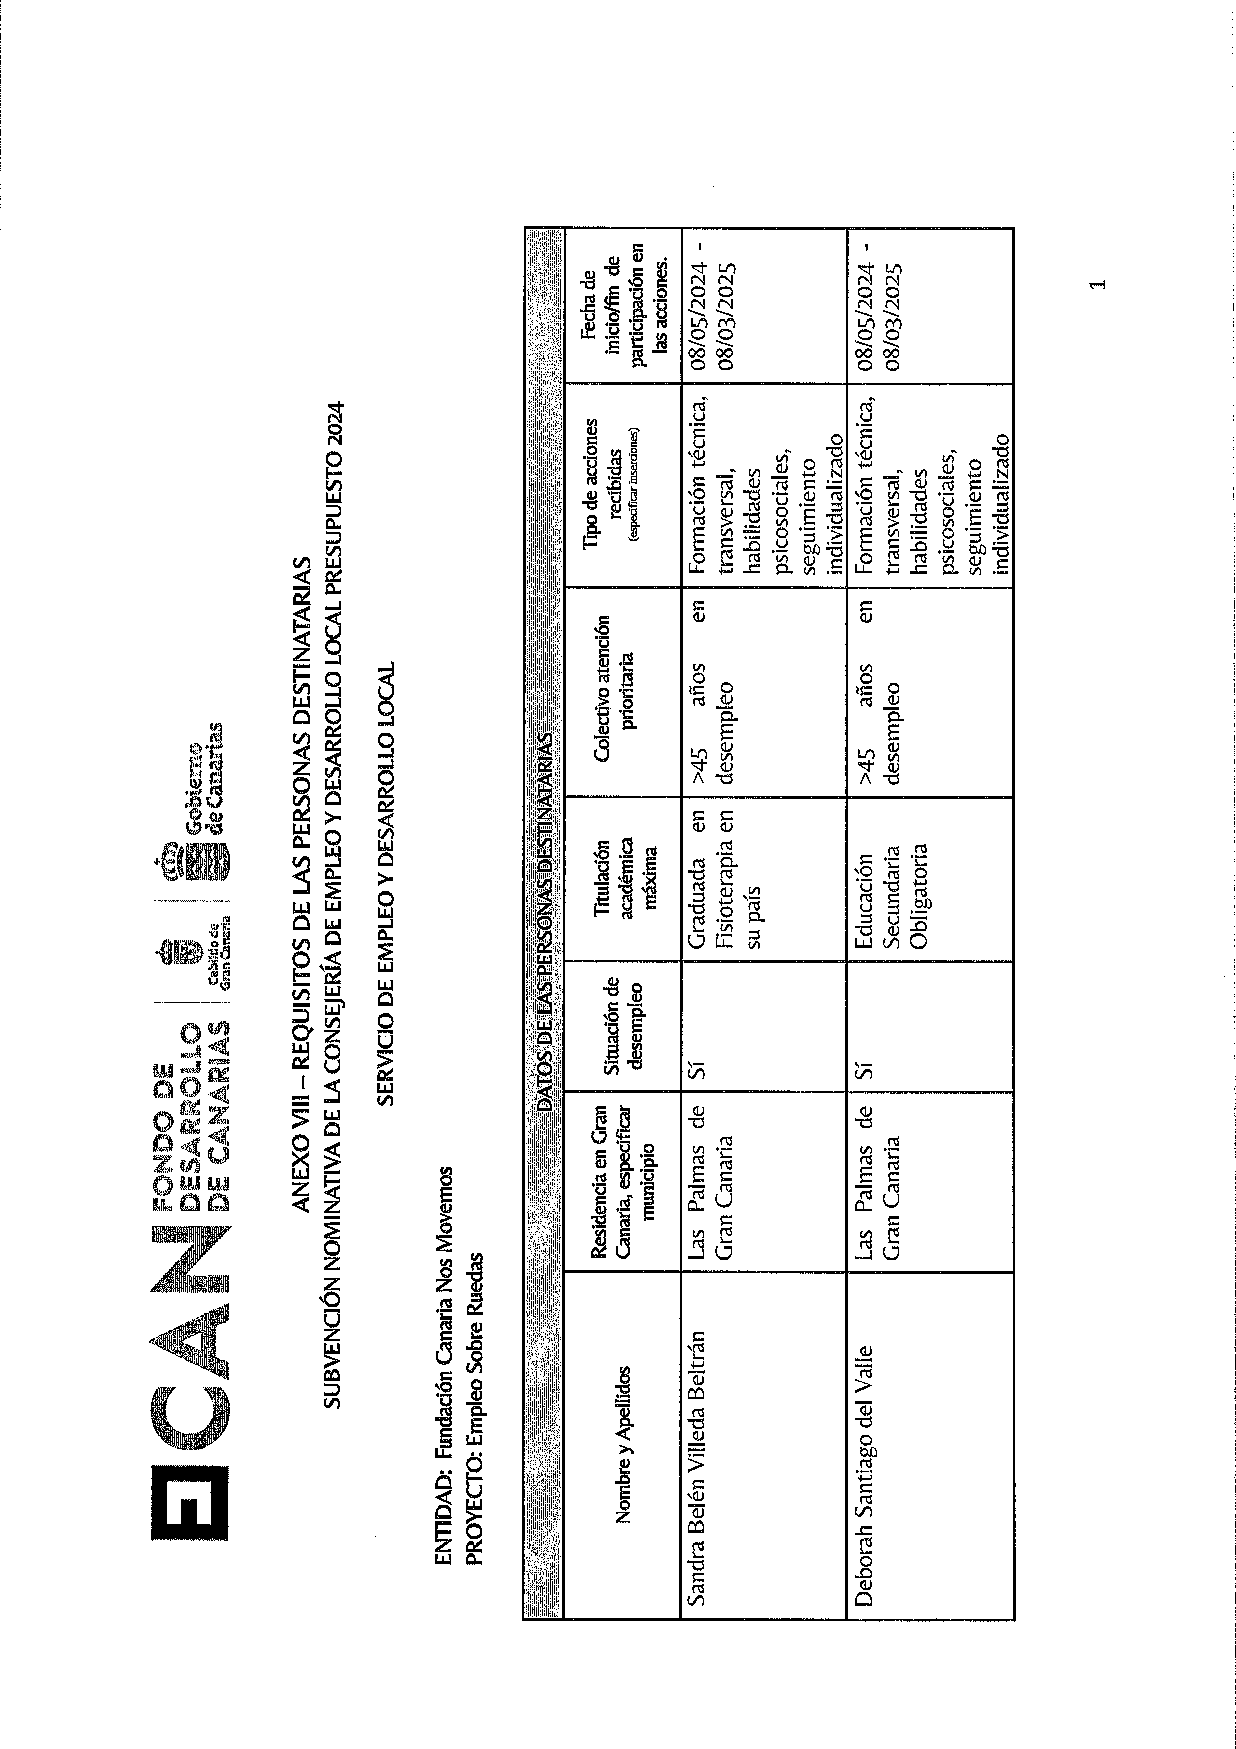 CAN FONDO DE
DESARROLLO
DE CANARIAS
Cabildo de
Gran Canaria
Gobierno
de Canarias
ANEXO VIII – REQUISITOS DE LAS PERSONAS DESTINATARIAS
SUBVENCIÓN NOMINATIVA DE LA CONSEJERÍA DE EMPLEO Y DESARROLLO LOCAL PRESUPUESTO 2024
SERVICIO DE EMPLEO Y DESARROLLO LOCAL
ENTIDAD: Fundación Canaria Nos Movemos
PROYECTO: Empleo Sobre Ruedas
DATOS DE LAS PERSONAS DESTINATARIAS
Nombre y Apellidos
Residencia en Gran
Canaria, especificar
municipio
Situación de
desempleo
Titulación
académica
máxima
Colectivo atención
prioritaria
Tipo de acciones
recibidas
(especificar inserciones)
Fecha de
inicio/fin de
participación en
las acciones.
Sandra Belén Villeda Beltrán
Las Palmas de
Gran Canaria
Sí
Graduada en
Fisioterapia en
su país
>45 años en
desempleo
Formación técnica,
transversal,
habilidades
psicosociales,
seguimiento
individualizado
08/05/2024 -
08/03/2025
Deborah Santiago del Valle
Las Palmas de
Gran Canaria
Sí
Educación
Secundaria
Obligatoria
>45 años en
desempleo
Formación técnica,
transversal,
habilidades
psicosociales,
seguimiento
individualizado
08/05/2024 -
08/03/2025
1